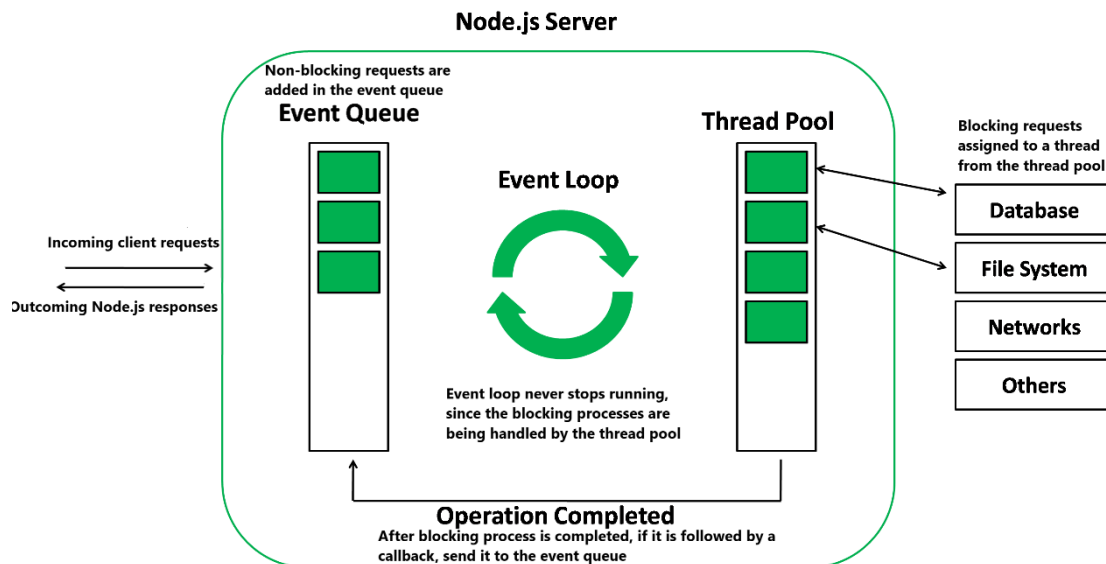 Node.js Server
Non-blocking requests are
added in the event queue
Event Queue
Thread Pool
Blocking requests
assigned to a thread
from the thread pool
Event Loop
Database
Incoming client requests
File System
Outcoming Node.js responses
Networks
Others
Event loop never stops running,
since the blocking processes are
being handled by the thread pool
Operation Completed
After blocking process is completed, if it is followed by a
callback, send it to the event queue